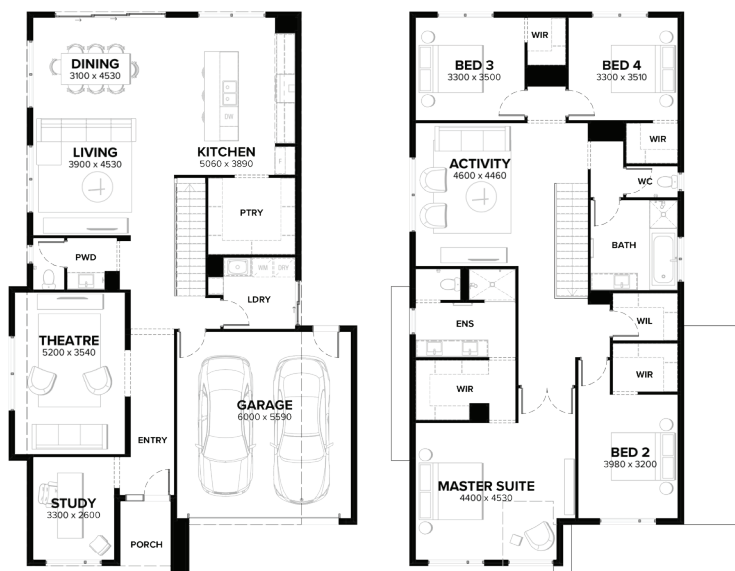 DINING
3100 x 4530
LIVING
3900 x 4530
KITCHEN
5060 x 3890
DW
F
PTRY
PWD
WM
DRY
LDRY
THEATRE
5200 x 3540
GARAGE
6000 x 5590
ENTRY
STUDY
3300 x 2600
PORCH
BED 3
3300 x 3500
WIR
BED 4
3300 x 3510
WIR
ACTIVITY
4600 x 4460
WC
BATH
ENS
WIL
WIR
WIR
BED 2
3980 x 3200
MASTER SUITE
4400 x 4530